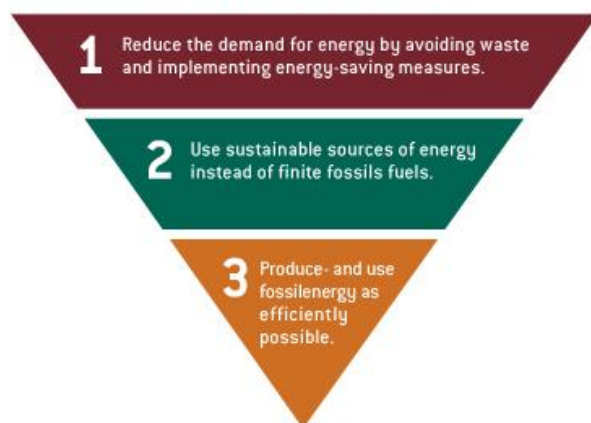 1 Reduce the demand for energy by avoiding waste
and implementing energy-saving measures.
2 Use sustainable sources of energy
instead of finite fossils fuels.
3 Produce- and use
fossilenergy as
efficiently
possible.